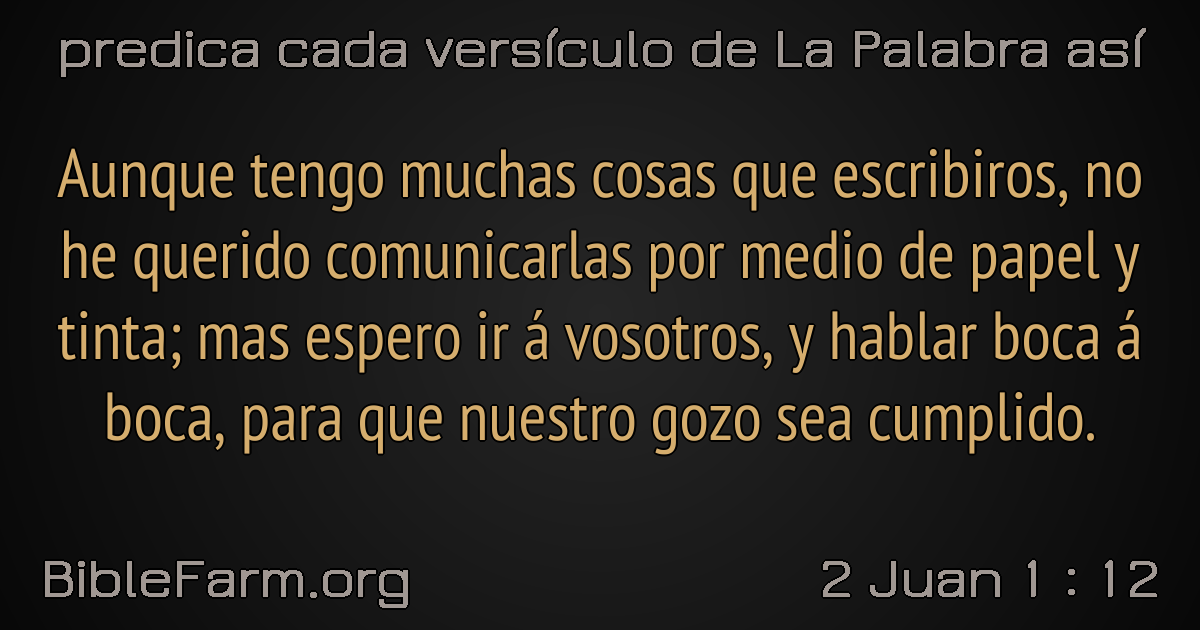 predica cada versículo de La Palabra así
Aunque tengo muchas cosas que escribiros, no
he querido comunicarlas por medio de papel y
tinta; mas espero ir á vosotros, y hablar boca á
boca, para que nuestro gozo sea cumplido.
BibleFarm.org
2 Juan 1 : 12